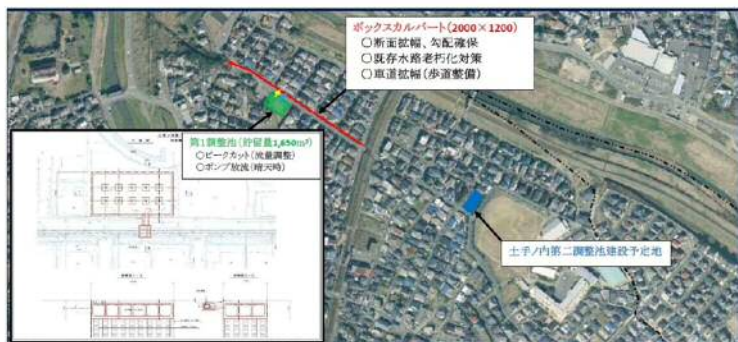 ボックスカルバート(2000×1200)
○断面拡幅、勾配確保
○既存水路老朽化対策
○車道拡幅(歩道整備)
第1調整池(貯留量1,650m³)
○ピークカット(流量調整)
○ポンプ放流(晴天時)
土手ノ内第二調整池建設予定地